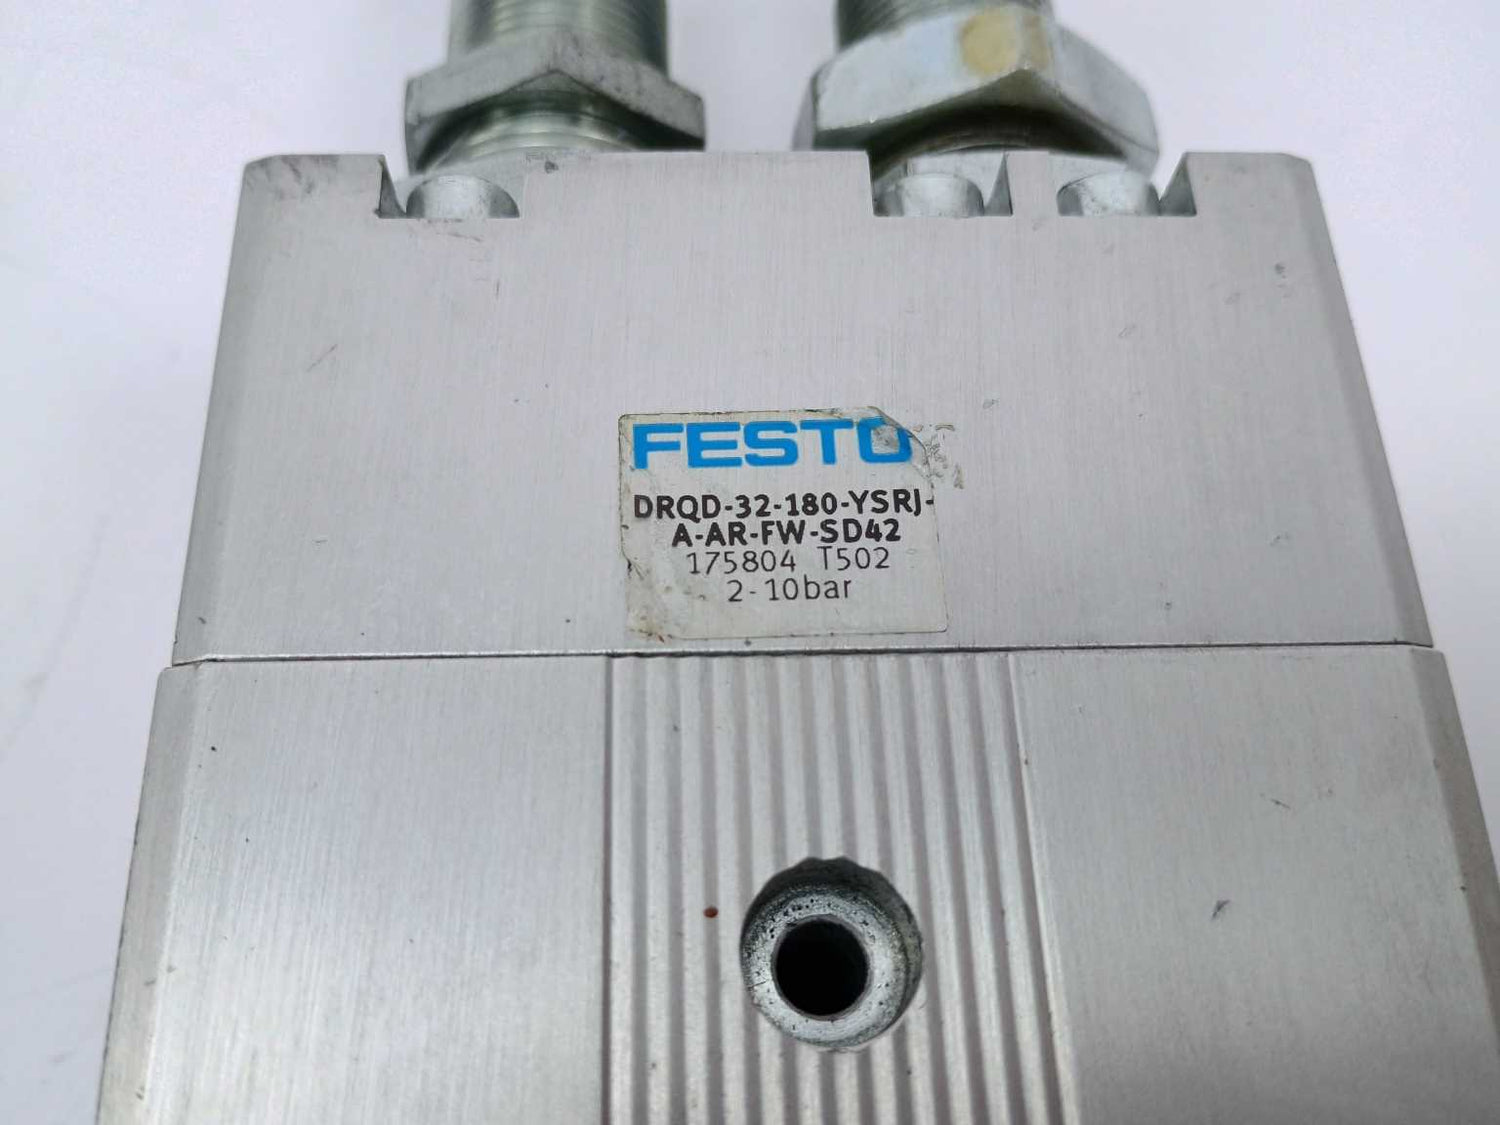 FESTO
DRQD-32-180-YSRJ-
A-AR-FW-SD42
175804 T502
2-10bar